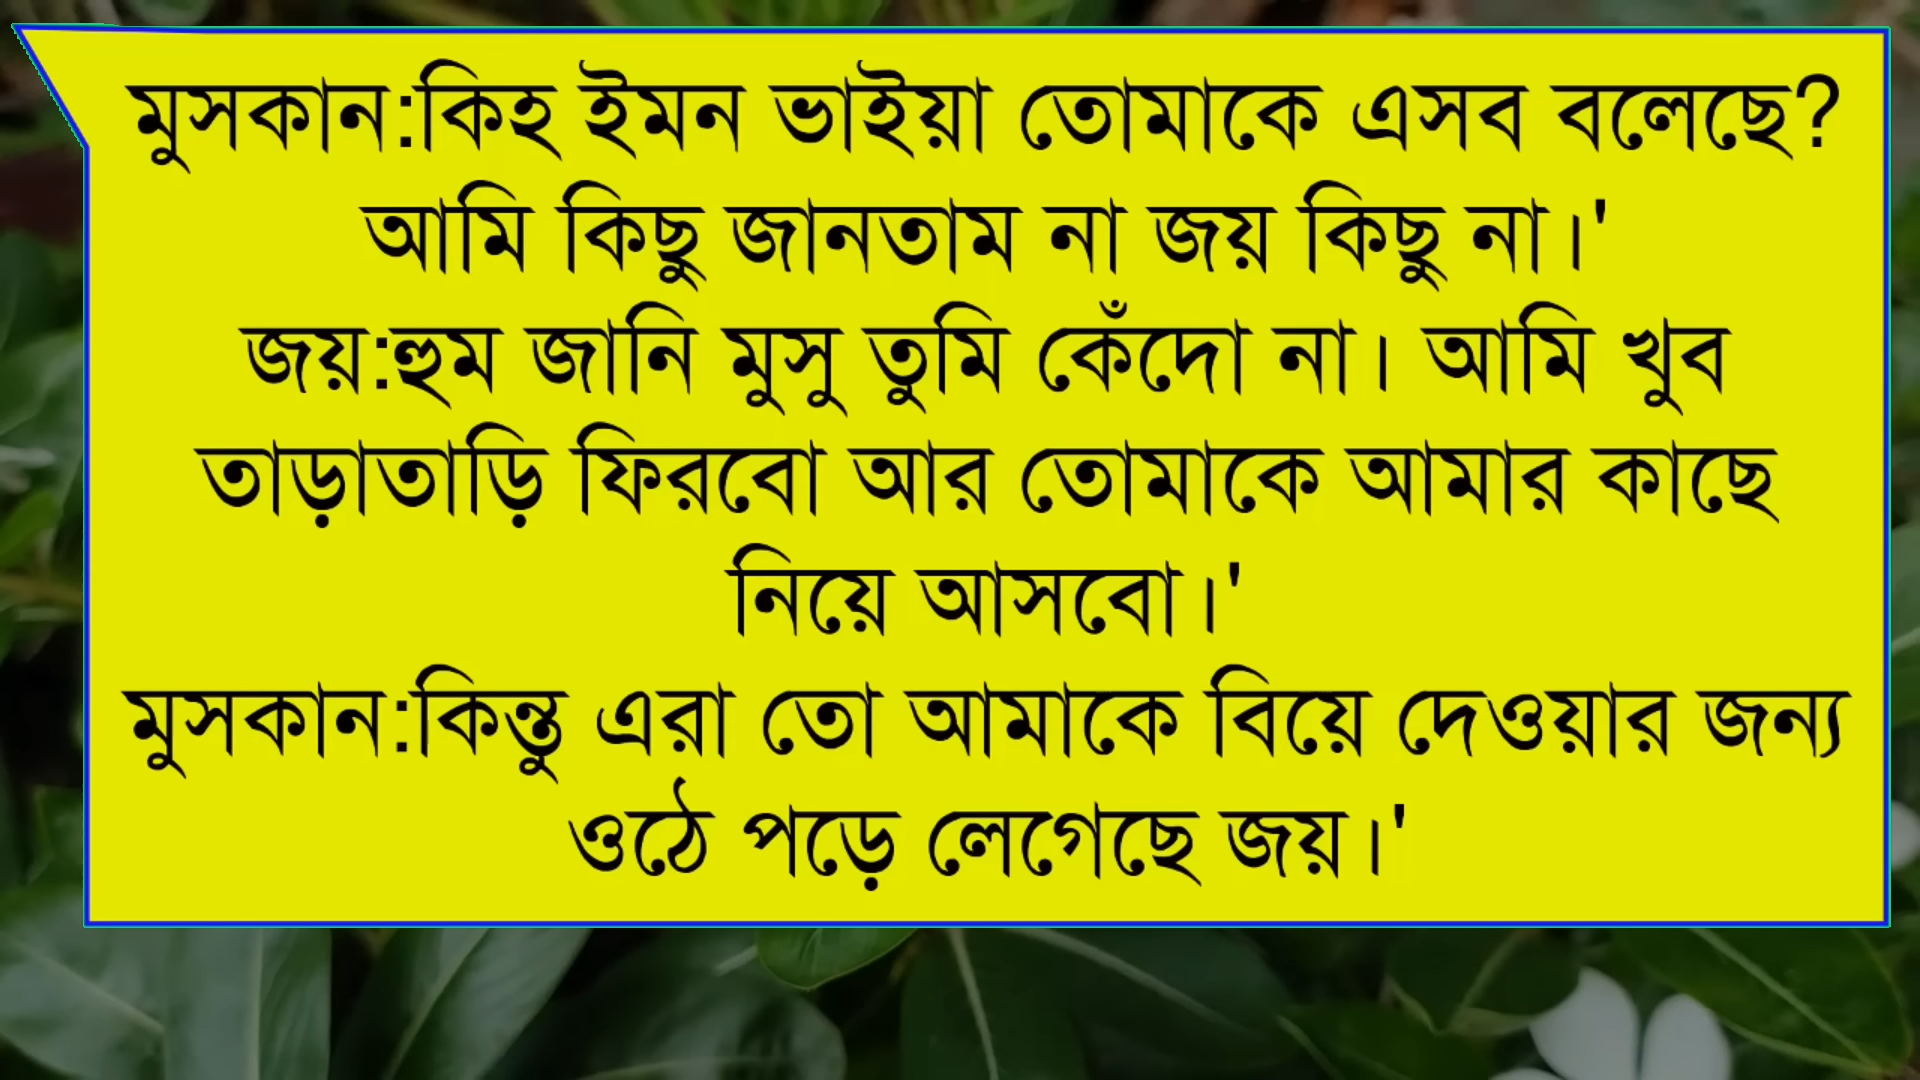 মুসকান:কিহ ইমন ভাইয়া তোমাকে এসব বলেছে?
আমি কিছু জানতাম না জয় কিছু না।'
জয়:হুম জানি মুসু তুমি কেঁদো না। আমি খুব
তাড়াতাড়ি ফিরবো আর তোমাকে আমার কাছে
নিয়ে আসবো।'
মুসকান:কিন্তু এরা তো আমাকে বিয়ে দেওয়ার জন্য
ওঠে পড়ে লেগেছে জয়।'